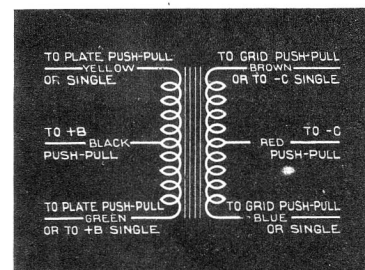 TO PLATE PUSH-PULL
YELLOW
OR SINGLE
TO +B
BLACK
PUSH-PULL
TO PLATE PUSH-PULL
GREEN
OR TO +B SINGLE
TO GRID PUSH-PULL
BROWN
OR TO -C SINGLE
TO -C
RED
PUSH-PULL
TO GRID PUSH-PULL
BLUE
OR SINGLE